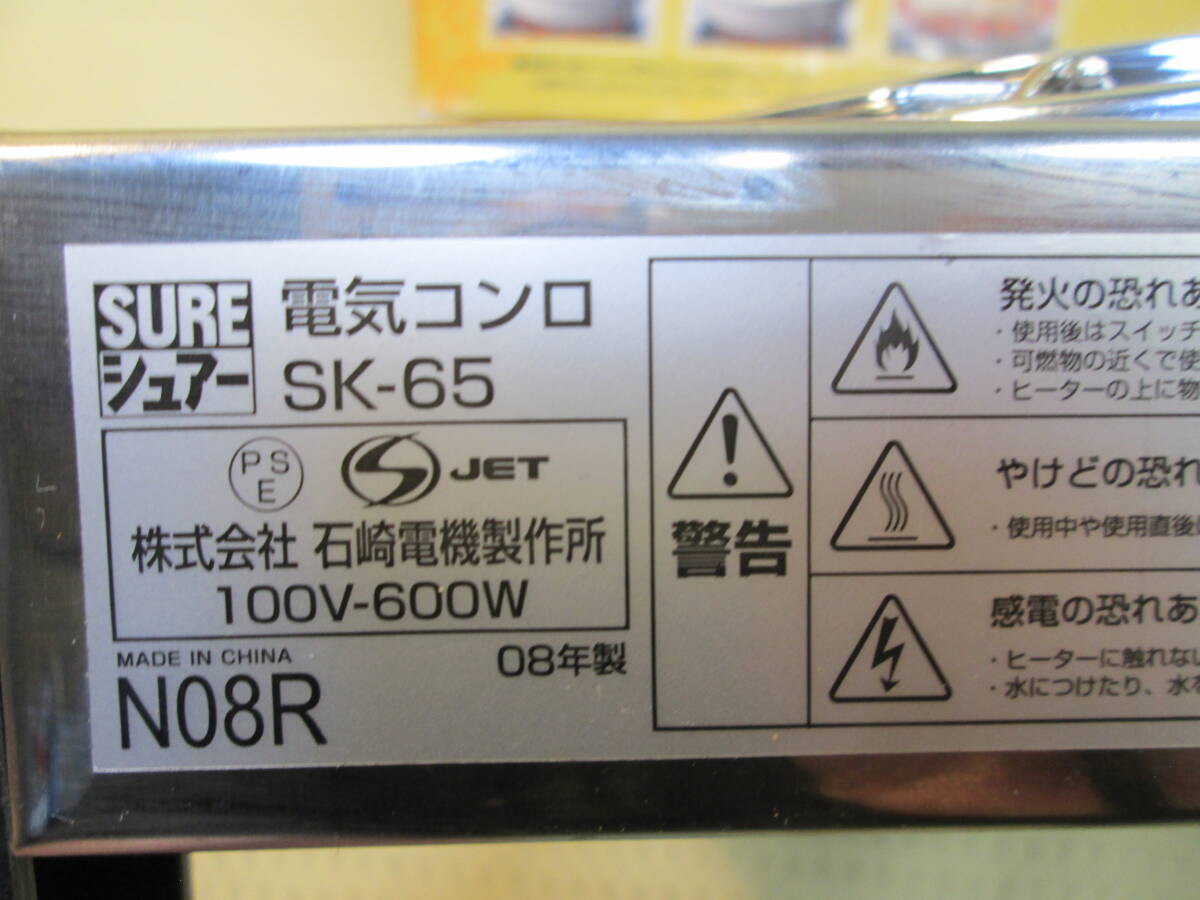 SURE
シュアー
電気コンロ
SK-65
PSE
JET
株式会社 石崎電機製作所
100V-600W
MADE IN CHINA
08年製
N08R
警告
発火の恐れあ
・使用後はスイッチ
・可燃物の近くで使
・ヒーターの上に物
やけどの恐れ
・使用中や使用直後
感電の恐れあ
・ヒーターに触れない
・水につけたり、水を